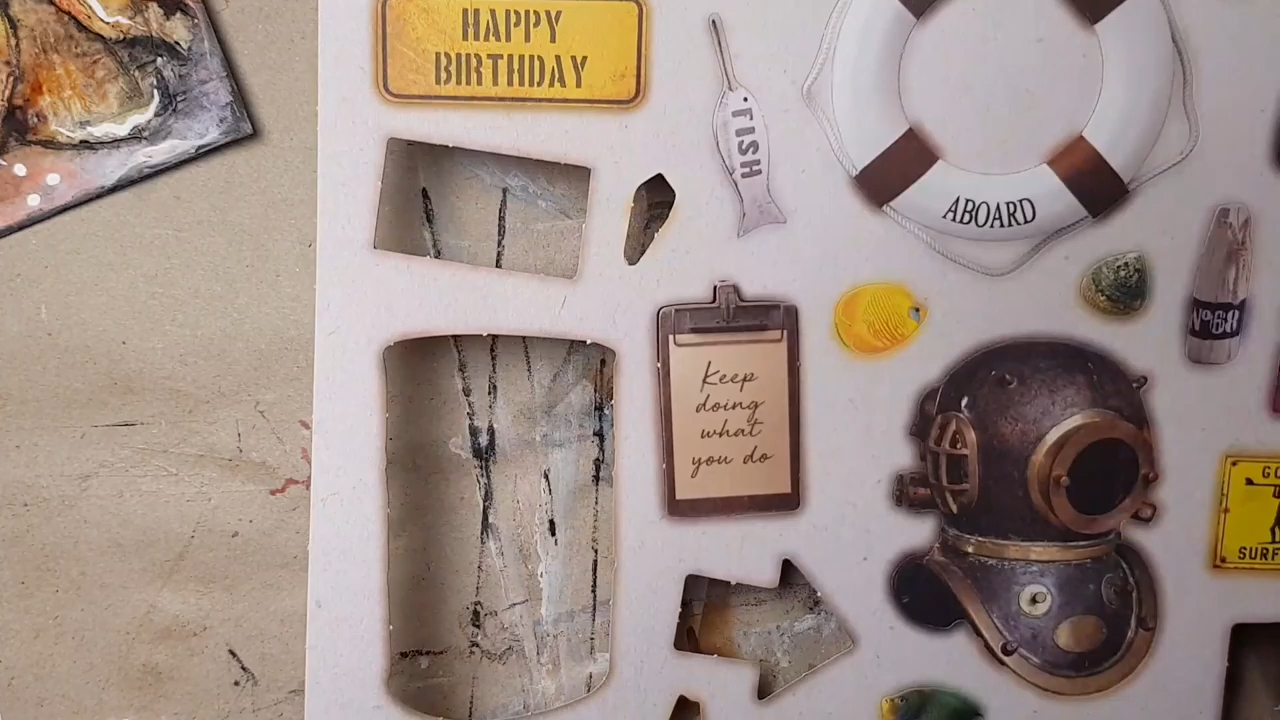 HAPPY
BIRTHDAY
FISH
ABOARD
Nº68
Keep
doing
what
you do